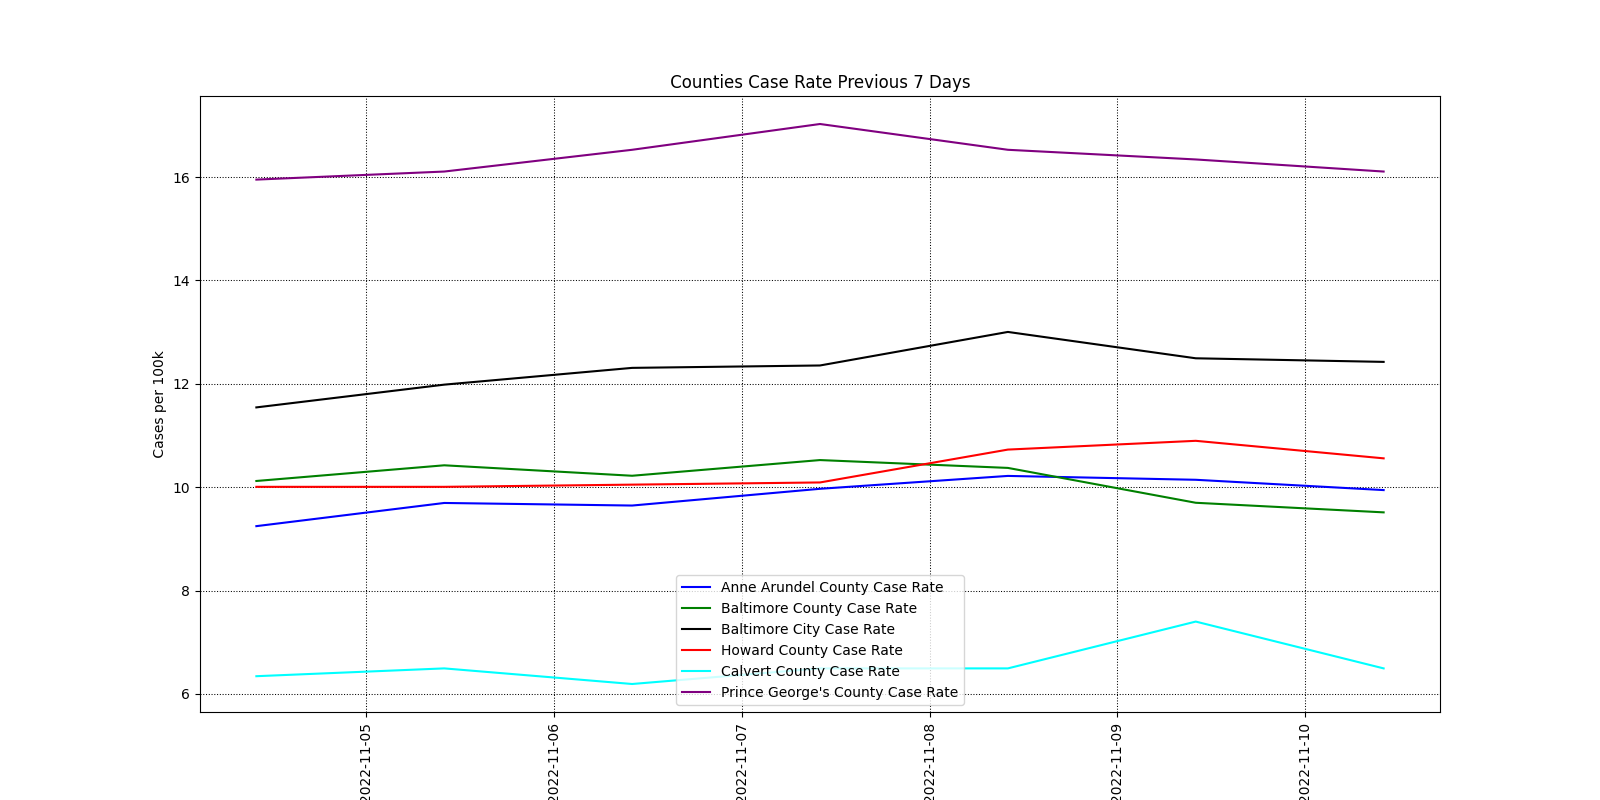 Counties Case Rate Previous 7 Days
Cases per 100k
16
14
12
10
8
6
Anne Arundel County Case Rate
Baltimore County Case Rate
Baltimore City Case Rate
Howard County Case Rate
Calvert County Case Rate
Prince George's County Case Rate
2022-11-05
2022-11-06
2022-11-07
2022-11-08
2022-11-09
2022-11-10